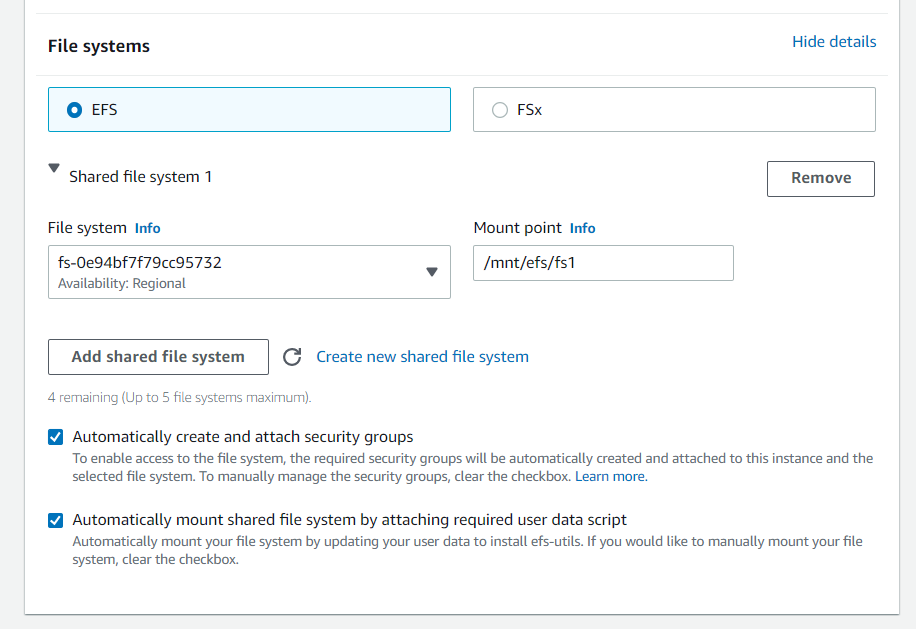 File systems
Hide details
EFS
FSx
Shared file system 1
Remove
File system Info
Mount point Info
fs-0e94bf7f79cc95732
Availability: Regional
/mnt/efs/fs1
Add shared file system
Create new shared file system
4 remaining (Up to 5 file systems maximum).
Automatically create and attach security groups
To enable access to the file system, the required security groups will be automatically created and attached to this instance and the
selected file system. To manually manage the security groups, clear the checkbox. Learn more.
Automatically mount shared file system by attaching required user data script
Automatically mount your file system by updating your user data to install efs-utils. If you would like to manually mount your file
system, clear the checkbox.